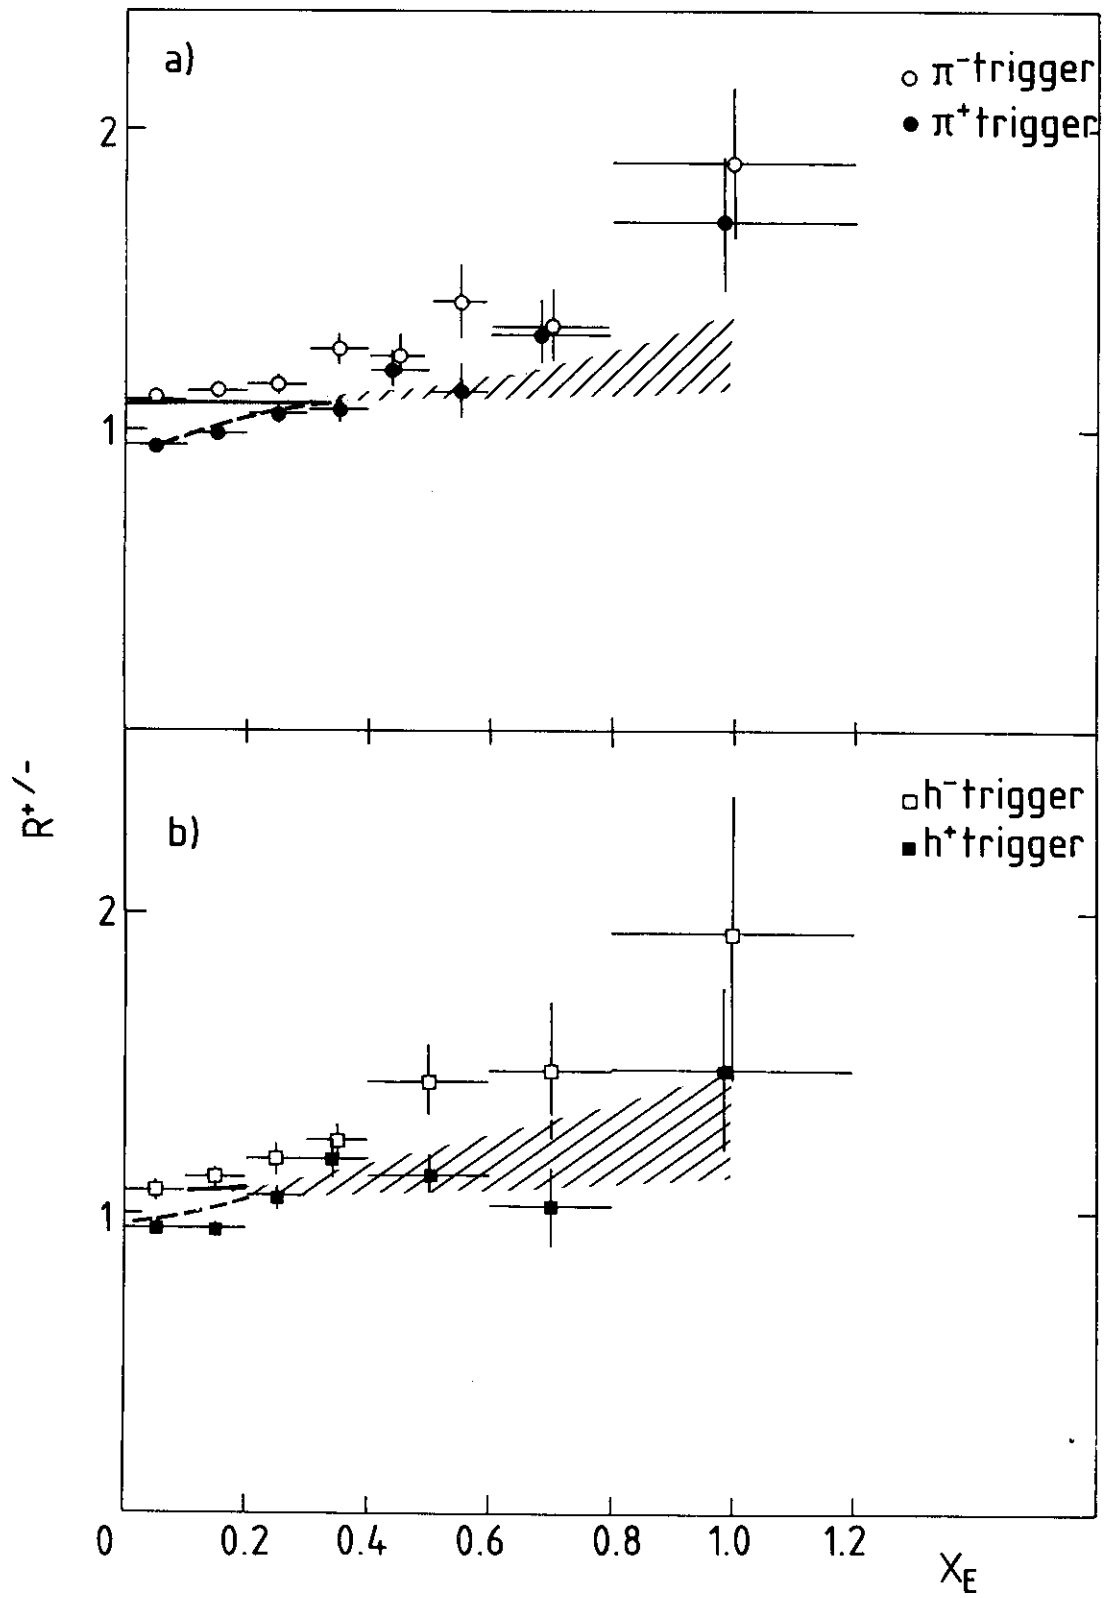 a)
○ π⁻trigger
● π⁺trigger
2
1
R⁺/-
b)
□ h⁻trigger
■ h⁺trigger
2
1
0 0.2 0.4 0.6 0.8 1.0 1.2
X_E